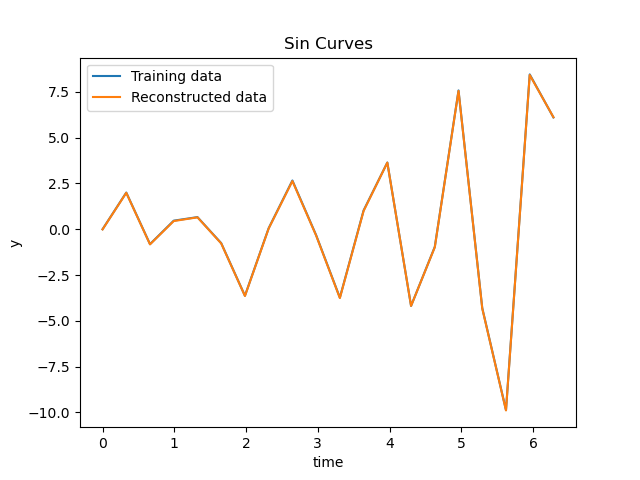 Sin Curves
Training data
Reconstructed data
7.5
5.0
2.5
0.0
−2.5
−5.0
−7.5
−10.0
y
0 1 2 3 4 5 6
time